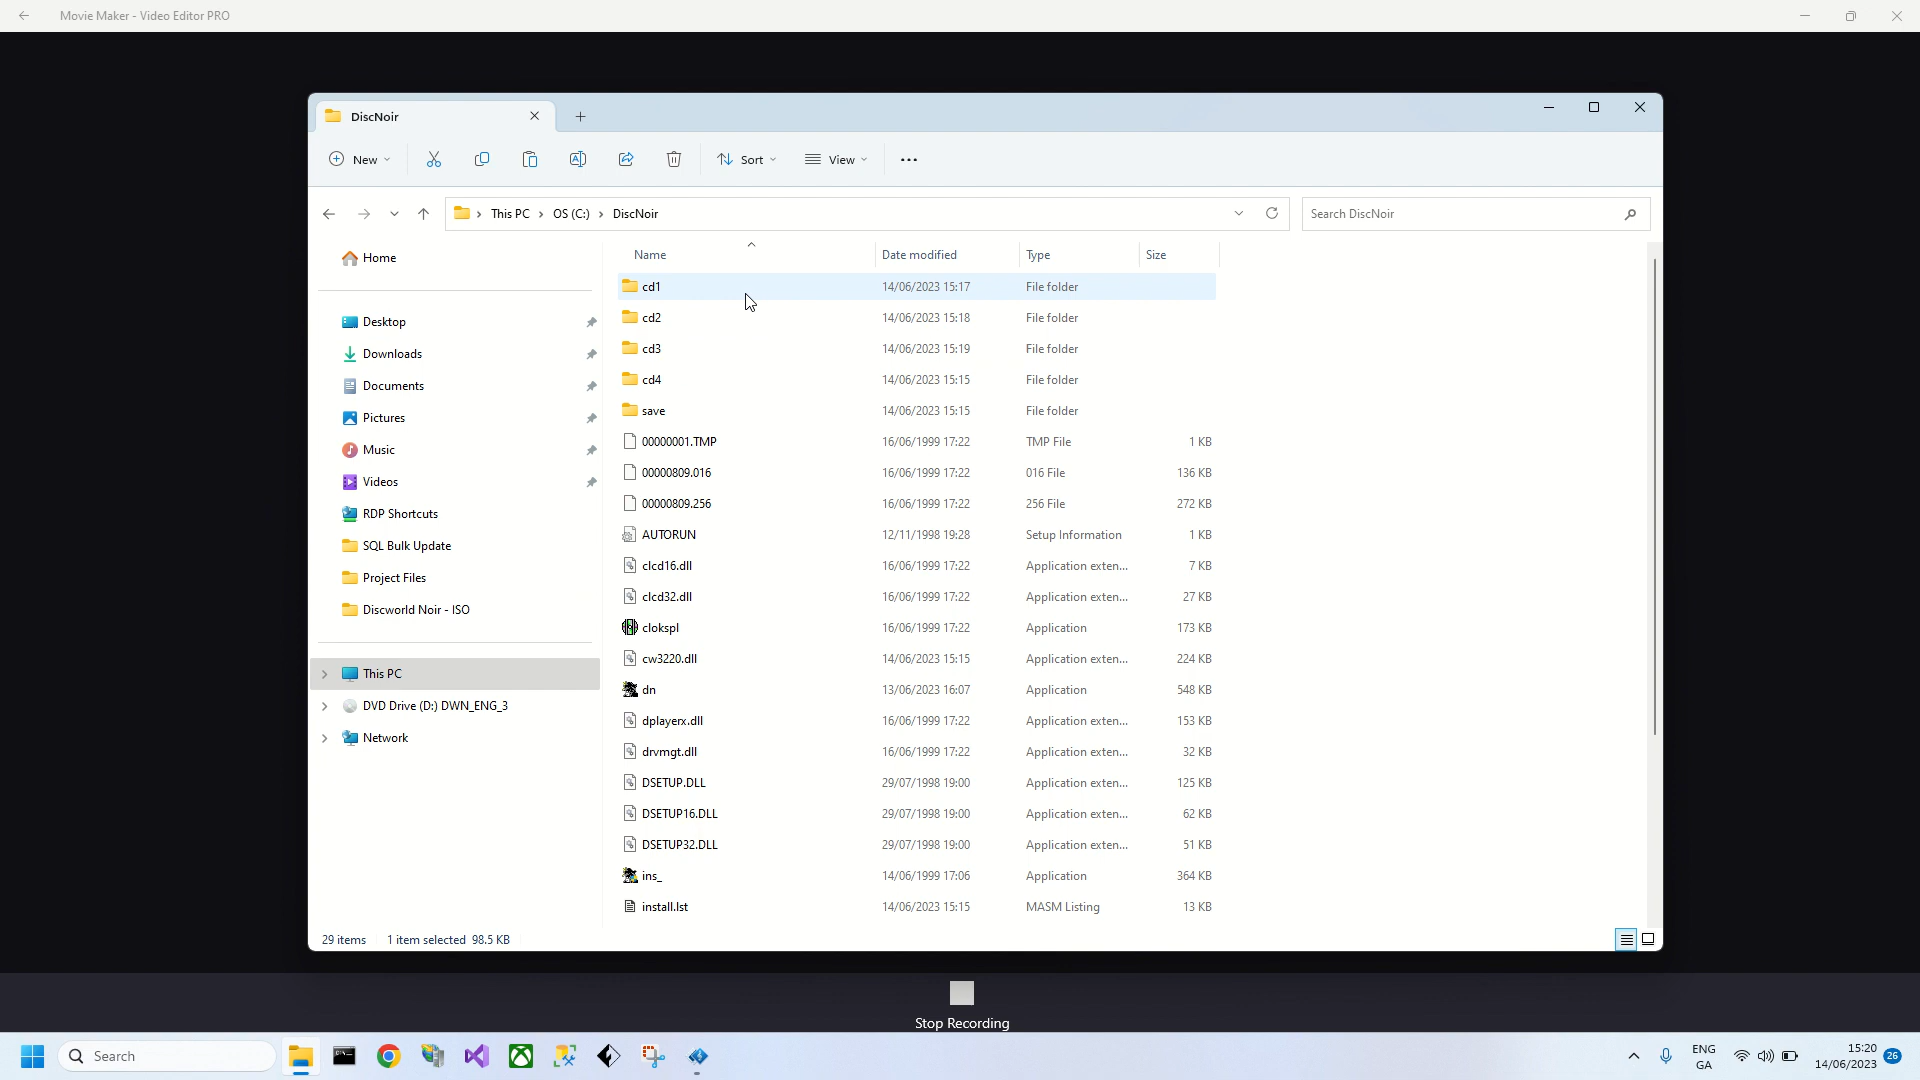 Movie Maker - Video Editor PRO
DiscNoir
New
Sort
View
This PC > OS (C:) > DiscNoir
Search DiscNoir
Home
Desktop
Downloads
Documents
Pictures
Music
Videos
RDP Shortcuts
SQL Bulk Update
Project Files
Discworld Noir - ISO
This PC
DVD Drive (D:) DWN_ENG_3
Network
Name Date modified Type Size
cd1 14/06/2023 15:17 File folder
cd2 14/06/2023 15:18 File folder
cd3 14/06/2023 15:19 File folder
cd4 14/06/2023 15:15 File folder
save 14/06/2023 15:15 File folder
00000001.TMP 16/06/1999 17:22 TMP File 1 KB
00000809.016 16/06/1999 17:22 016 File 136 KB
00000809.256 16/06/1999 17:22 256 File 272 KB
AUTORUN 12/11/1998 19:28 Setup Information 1 KB
clcd16.dll 16/06/1999 17:22 Application exten... 7 KB
clcd32.dll 16/06/1999 17:22 Application exten... 27 KB
clokspl 16/06/1999 17:22 Application 173 KB
cw3220.dll 14/06/2023 15:15 Application exten... 224 KB
dn 13/06/2023 16:07 Application 548 KB
dplayerx.dll 16/06/1999 17:22 Application exten... 153 KB
drvmgt.dll 16/06/1999 17:22 Application exten... 32 KB
DSETUP.DLL 29/07/1998 19:00 Application exten... 125 KB
DSETUP16.DLL 29/07/1998 19:00 Application exten... 62 KB
DSETUP32.DLL 29/07/1998 19:00 Application exten... 51 KB
ins_ 14/06/1999 17:06 Application 364 KB
install.lst 14/06/2023 15:15 MASM Listing 13 KB
29 items 1 item selected 98.5 KB
Stop Recording
Search
ENG
GA
15:20
14/06/2023
26